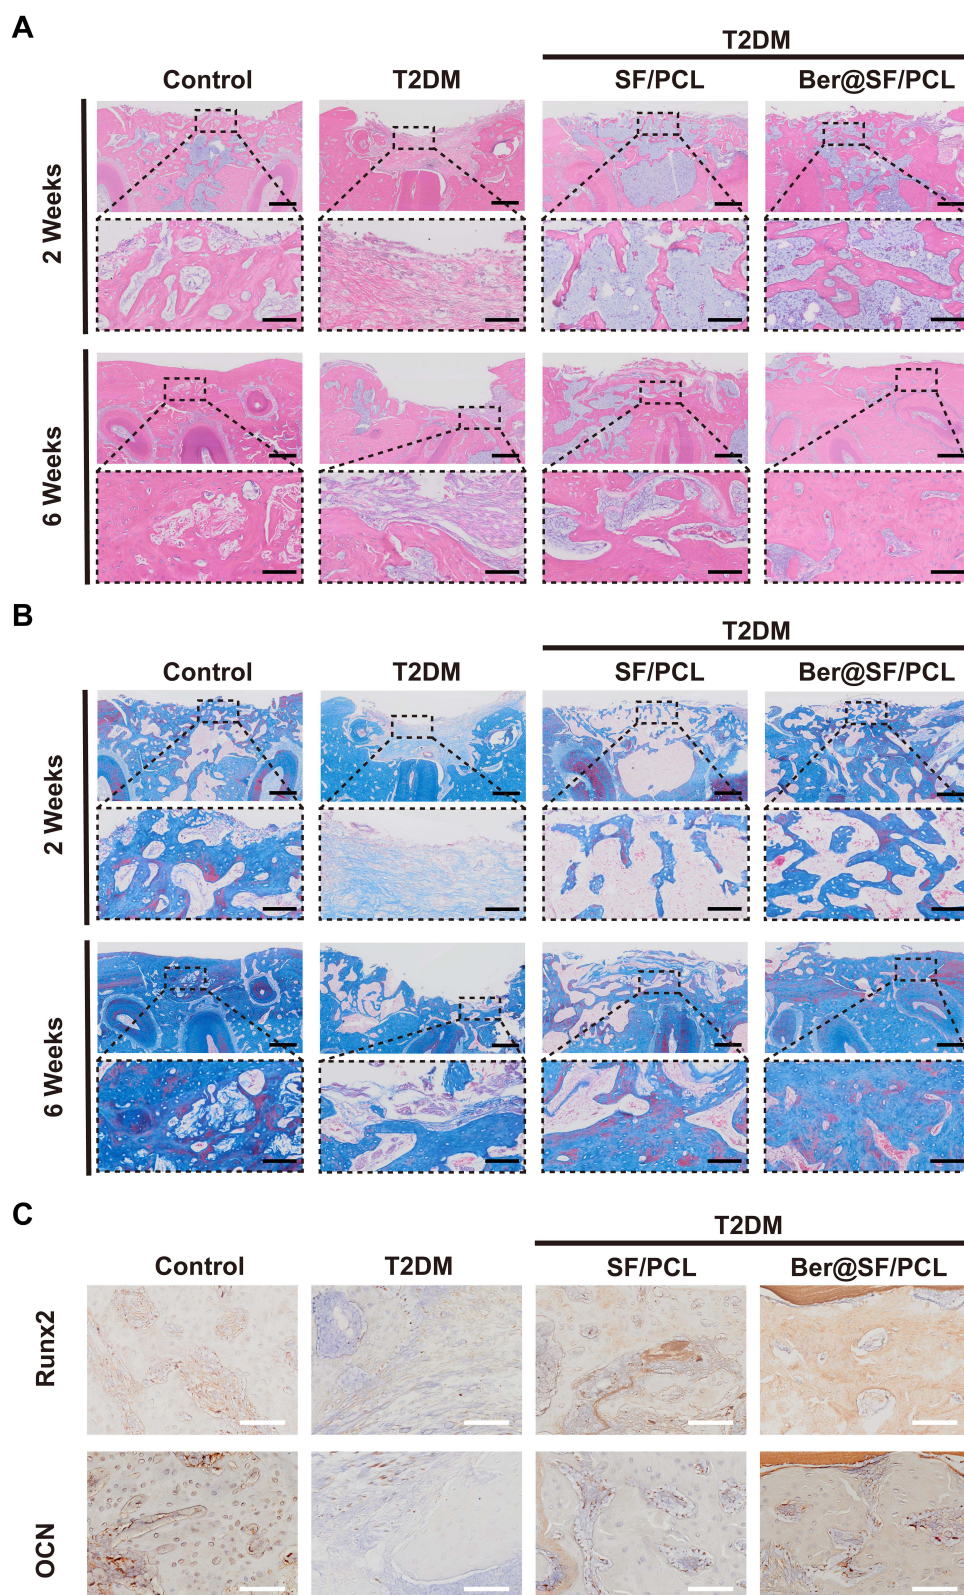 A
T2DM
Control T2DM SF/PCL Ber@SF/PCL
2 Weeks
6 Weeks
B
T2DM
Control T2DM SF/PCL Ber@SF/PCL
2 Weeks
6 Weeks
C
T2DM
Control T2DM SF/PCL Ber@SF/PCL
Runx2
OCN